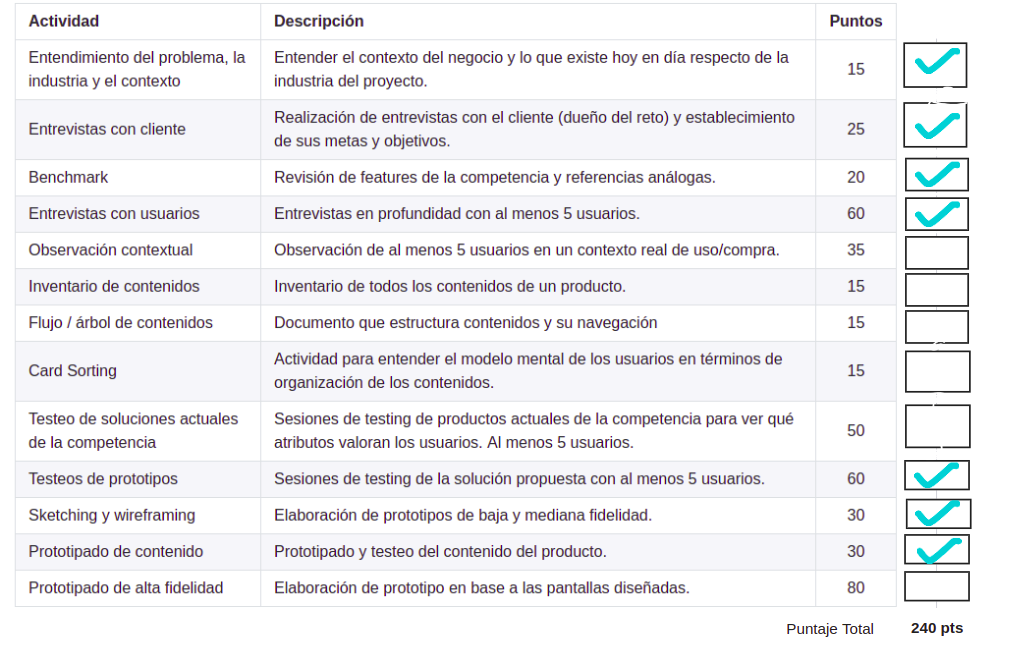 Actividad Descripción Puntos
Entendimiento del problema, la
industria y el contexto
Entender el contexto del negocio y lo que existe hoy en día respecto de la
industria del proyecto.
15
Entrevistas con cliente
Realización de entrevistas con el cliente (dueño del reto) y establecimiento
de sus metas y objetivos.
25
Benchmark Revisión de features de la competencia y referencias análogas. 20
Entrevistas con usuarios Entrevistas en profundidad con al menos 5 usuarios. 60
Observación contextual Observación de al menos 5 usuarios en un contexto real de uso/compra. 35
Inventario de contenidos Inventario de todos los contenidos de un producto. 15
Flujo / árbol de contenidos Documento que estructura contenidos y su navegación 15
Card Sorting
Actividad para entender el modelo mental de los usuarios en términos de
organización de los contenidos.
15
Testeo de soluciones actuales
de la competencia
Sesiones de testing de productos actuales de la competencia para ver qué
atributos valoran los usuarios. Al menos 5 usuarios.
50
Testeos de prototipos Sesiones de testing de la solución propuesta con al menos 5 usuarios. 60
Sketching y wireframing Elaboración de prototipos de baja y mediana fidelidad. 30
Prototipado de contenido Prototipado y testeo del contenido del producto. 30
Prototipado de alta fidelidad Elaboración de prototipo en base a las pantallas diseñadas. 80
Puntaje Total 240 pts